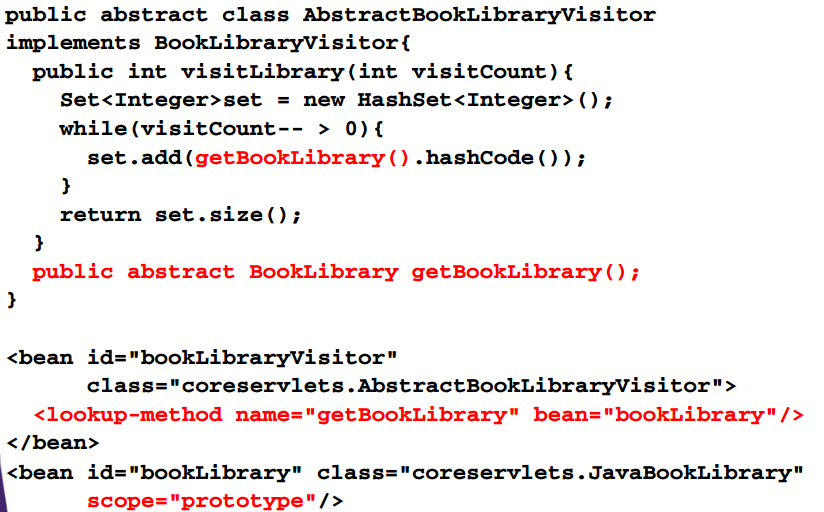 public abstract class AbstractBookLibraryVisitor
implements BookLibraryVisitor{
public int visitLibrary(int visitCount){
Set<Integer>set = new HashSet<Integer>();
while(visitCount-- > 0){
set.add(getBookLibrary().hashCode());
}
return set.size();
}
public abstract BookLibrary getBookLibrary();
}
<bean id="bookLibraryVisitor"
class="coreservlets.AbstractBookLibraryVisitor">
<lookup-method name="getBookLibrary" bean="bookLibrary"/>
</bean>
<bean id="bookLibrary" class="coreservlets.JavaBookLibrary"
scope="prototype"/>